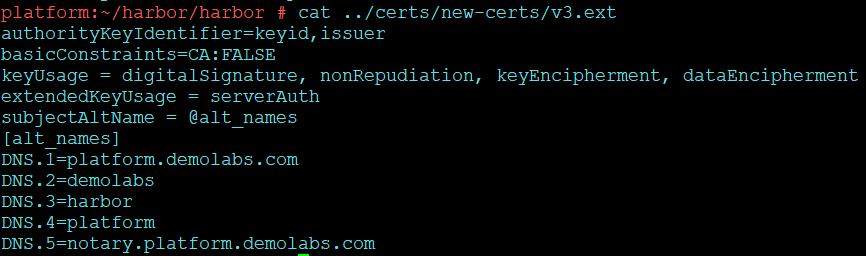 platform:~/harbor/harbor # cat ../certs/new-certs/v3.ext
authorityKeyIdentifier=keyid,issuer
basicConstraints=CA:FALSE
keyUsage = digitalSignature, nonRepudiation, keyEncipherment, dataEncipherment
extendedKeyUsage = serverAuth
subjectAltName = @alt_names
[alt_names]
DNS.1=platform.demolabs.com
DNS.2=demolabs
DNS.3=harbor
DNS.4=platform
DNS.5=notary.platform.demolabs.com